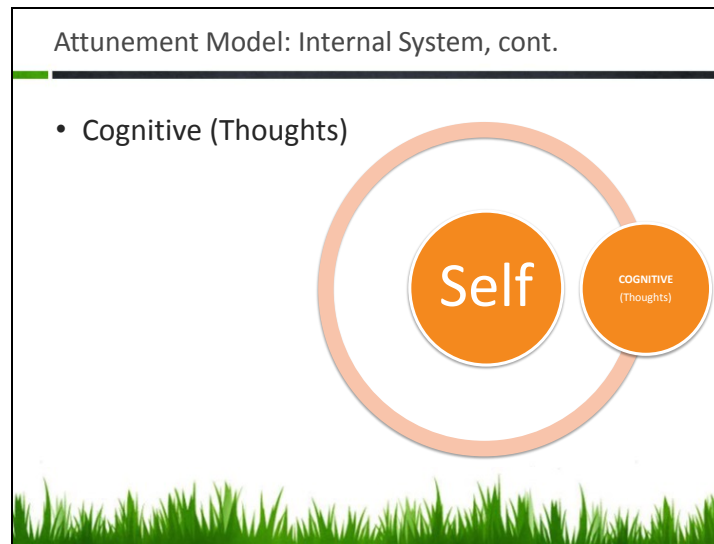 Attunement Model: Internal System, cont.
• Cognitive (Thoughts)
Self
COGNITIVE
(Thoughts)